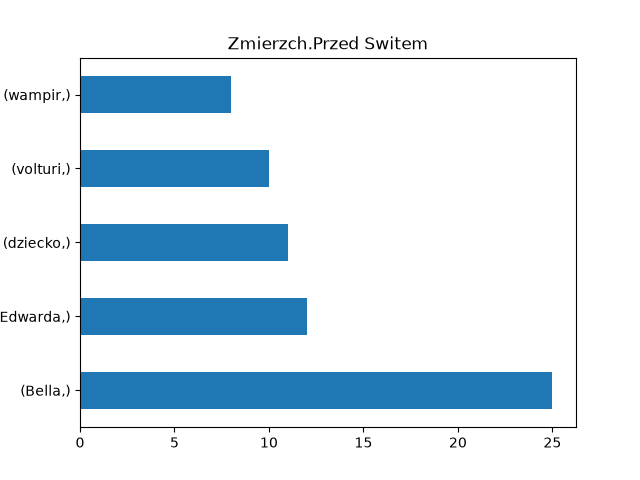 Zmierzch.Przed Switem
(wampir,)
(volturi,)
(dziecko,)
Edwarda,)
(Bella,)
0 5 10 15 20 25